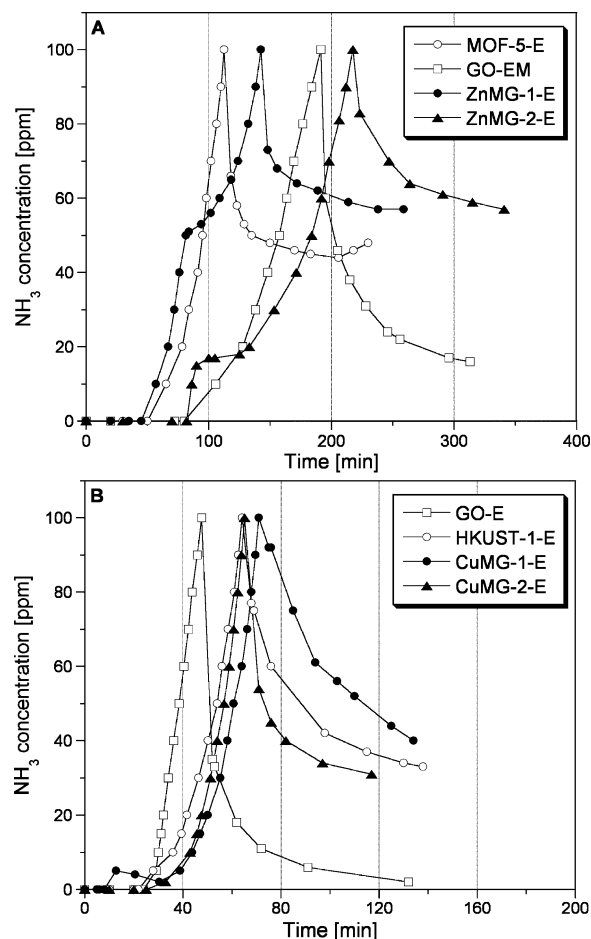 A
100
80
60
40
20
0
NH3 concentration [ppm]
MOF-5-E
GO-EM
ZnMG-1-E
ZnMG-2-E
0 100 200 300 400
Time [min]
B
100
80
60
40
20
0
NH3 concentration [ppm]
GO-E
HKUST-1-E
CuMG-1-E
CuMG-2-E
0 40 80 120 160 200
Time [min]